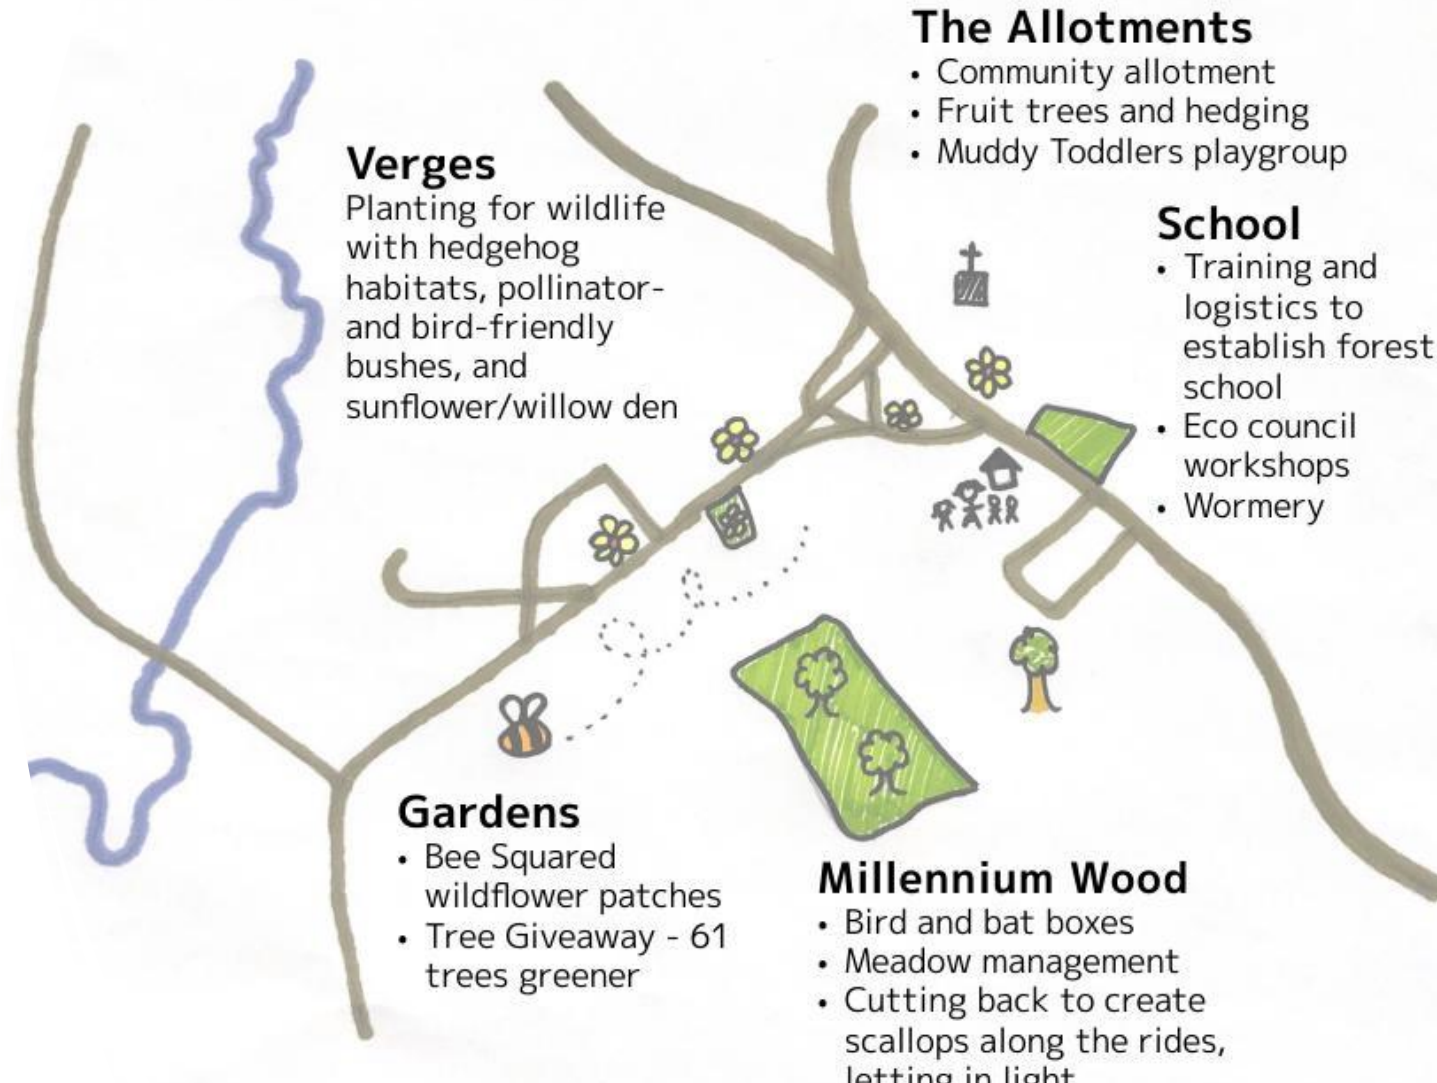 The Allotments
• Community allotment
• Fruit trees and hedging
• Muddy Toddlers playgroup
Verges
Planting for wildlife
with hedgehog
habitats, pollinator-
and bird-friendly
bushes, and
sunflower/willow den
School
• Training and
logistics to
establish forest
school
• Eco council
workshops
• Wormery
Gardens
• Bee Squared
wildflower patches
• Tree Giveaway - 61
trees greener
Millennium Wood
• Bird and bat boxes
• Meadow management
• Cutting back to create
scallops along the rides,
letting in light